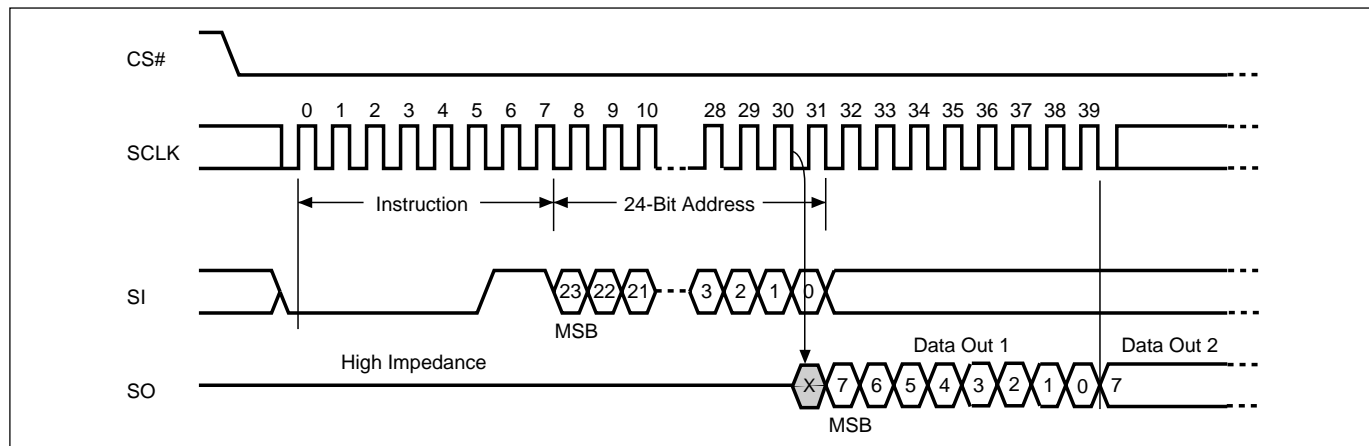 CS#
0 1 2 3 4 5 6 7 8 9 10 28 29 30 31 32 33 34 35 36 37 38 39
SCLK
Instruction 24-Bit Address
SI 23 22 21 3 2 1 0
MSB
High Impedance Data Out 1 Data Out 2
SO X 7 6 5 4 3 2 1 0 7
MSB